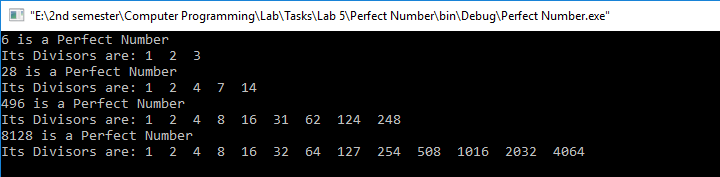 "E:\2nd semester\Computer Programming\Lab\Tasks\Lab 5\Perfect Number\bin\Debug\Perfect Number.exe"
6 is a Perfect Number
Its Divisors are: 1  2  3
28 is a Perfect Number
Its Divisors are: 1  2  4  7  14
496 is a Perfect Number
Its Divisors are: 1  2  4  8  16  31  62  124  248
8128 is a Perfect Number
Its Divisors are: 1  2  4  8  16  32  64  127  254  508  1016  2032  4064